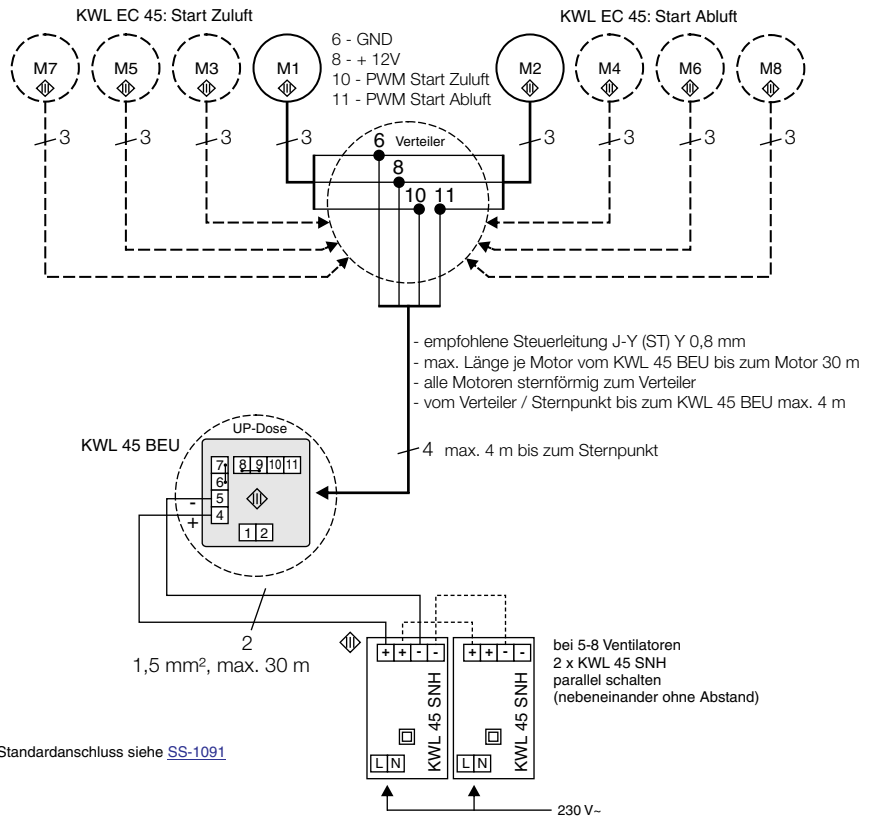 KWL EC 45: Start Zuluft
KWL EC 45: Start Abluft
M7
M5
M3
M1
M2
M4
M6
M8
6 - GND
8 - + 12V
10 - PWM Start Zuluft
11 - PWM Start Abluft
3
3
3
3
3
3
3
3
6
Verteiler
8
10
11
- empfohlene Steuerleitung J-Y (ST) Y 0,8 mm
- max. Länge je Motor vom KWL 45 BEU bis zum Motor 30 m
- alle Motoren sternförmig zum Verteiler
- vom Verteiler / Sternpunkt bis zum KWL 45 BEU max. 4 m
4 max. 4 m bis zum Sternpunkt
KWL 45 BEU
UP-Dose
7
8 9 10 11
6
5
4
1 2
-
+
2
1,5 mm², max. 30 m
+ + - -
+ + - -
KWL 45 SNH
KWL 45 SNH
L N
L N
bei 5-8 Ventilatoren
2 x KWL 45 SNH
parallel schalten
(nebeneinander ohne Abstand)
Standardanschluss siehe SS-1091
230 V~